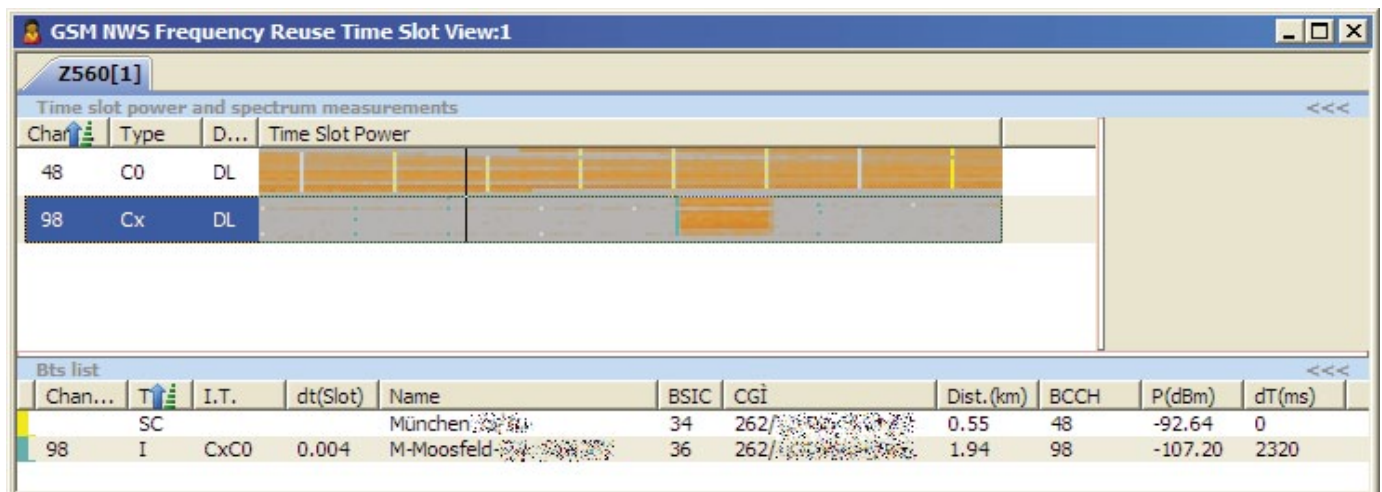 GSM NWS Frequency Reuse Time Slot View:1
Z560[1]
Time slot power and spectrum measurements <<<
Type D... Time Slot Power
48 C0 DL
98 Cx DL
Bts list <<<
Chan... I.T. dt(Slot) Name BSIC CGÌ Dist.(km) BCCH P(dBm) dT(ms)
SC München 34 262/ 0.55 48 -92.64 0
98 I CxC0 0.004 M-Moosfeld- 36 262/ 1.94 98 -107.20 2320